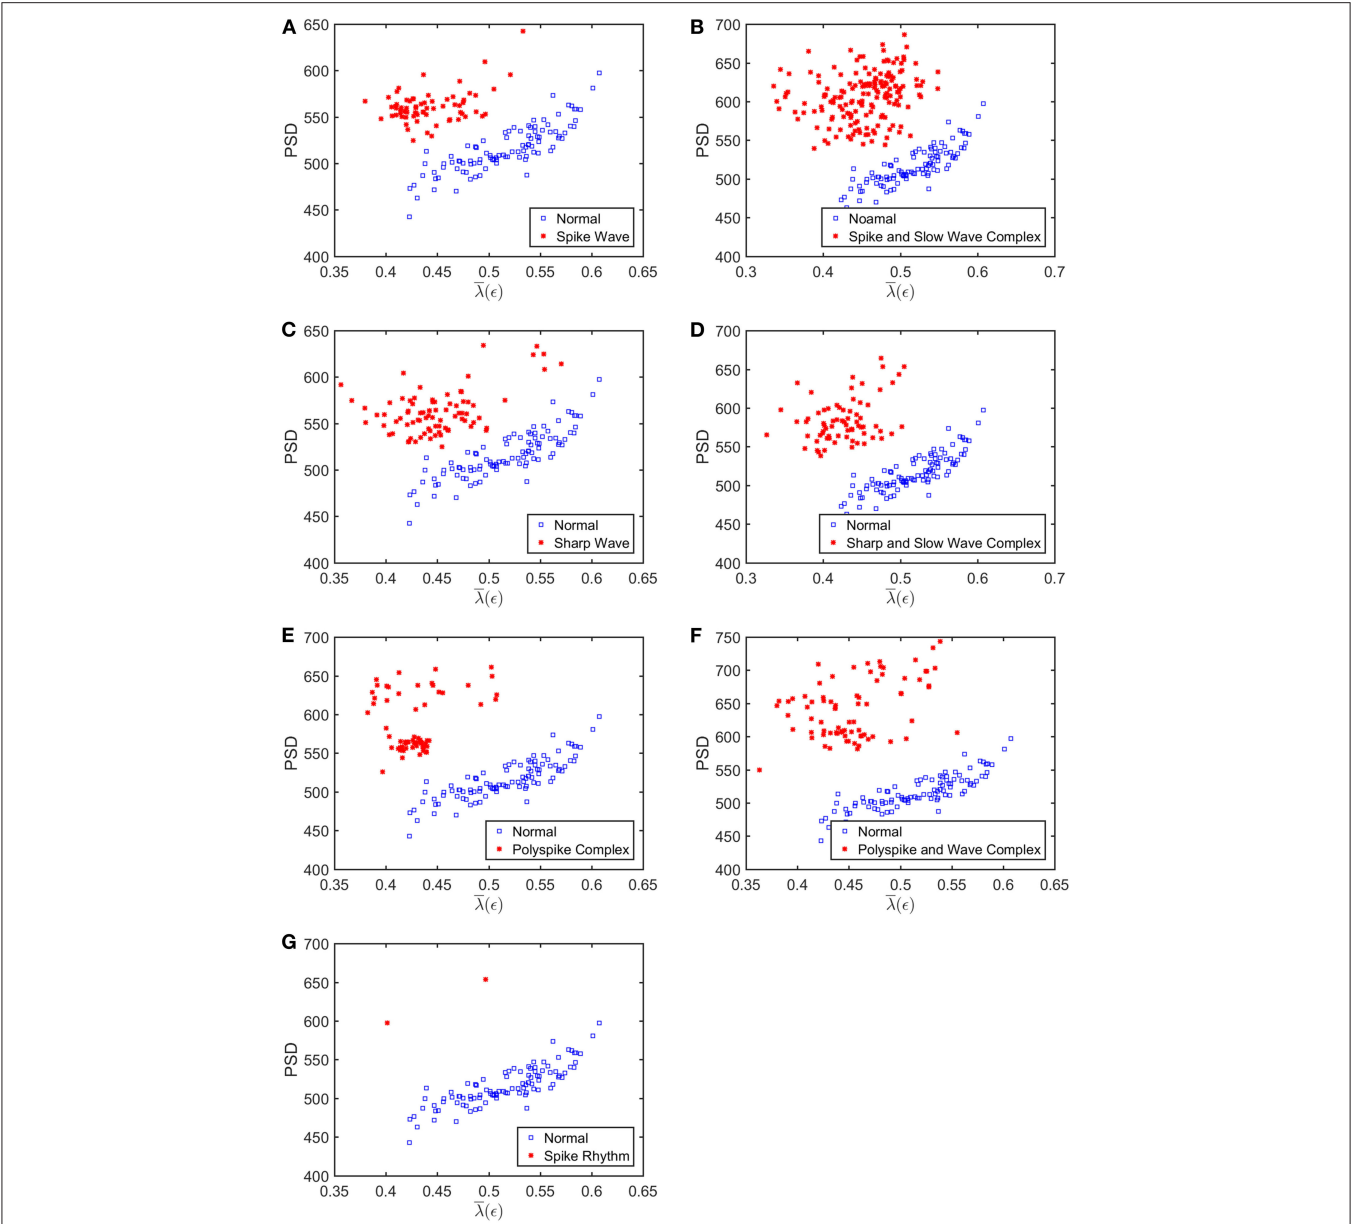 A
650
600
550
500
450
400
PSD
0.35 0.4 0.45 0.5 0.55 0.6 0.65
λ̅(ϵ)
Normal
Spike Wave
B
700
650
600
550
500
450
400
PSD
0.3 0.4 0.5 0.6 0.7
λ̅(ϵ)
Noamal
Spike and Slow Wave Complex
C
650
600
550
500
450
400
PSD
0.35 0.4 0.45 0.5 0.55 0.6 0.65
λ̅(ϵ)
Normal
Sharp Wave
D
700
650
600
550
500
450
400
PSD
0.3 0.4 0.5 0.6 0.7
λ̅(ϵ)
Normal
Sharp and Slow Wave Complex
E
700
650
600
550
500
450
400
PSD
0.35 0.4 0.45 0.5 0.55 0.6 0.65
λ̅(ϵ)
Normal
Polyspike Complex
F
750
700
650
600
550
500
450
400
PSD
0.35 0.4 0.45 0.5 0.55 0.6 0.65
λ̅(ϵ)
Normal
Polyspike and Wave Complex
G
700
650
600
550
500
450
400
PSD
0.35 0.4 0.45 0.5 0.55 0.6 0.65
λ̅(ϵ)
Normal
Spike Rhythm